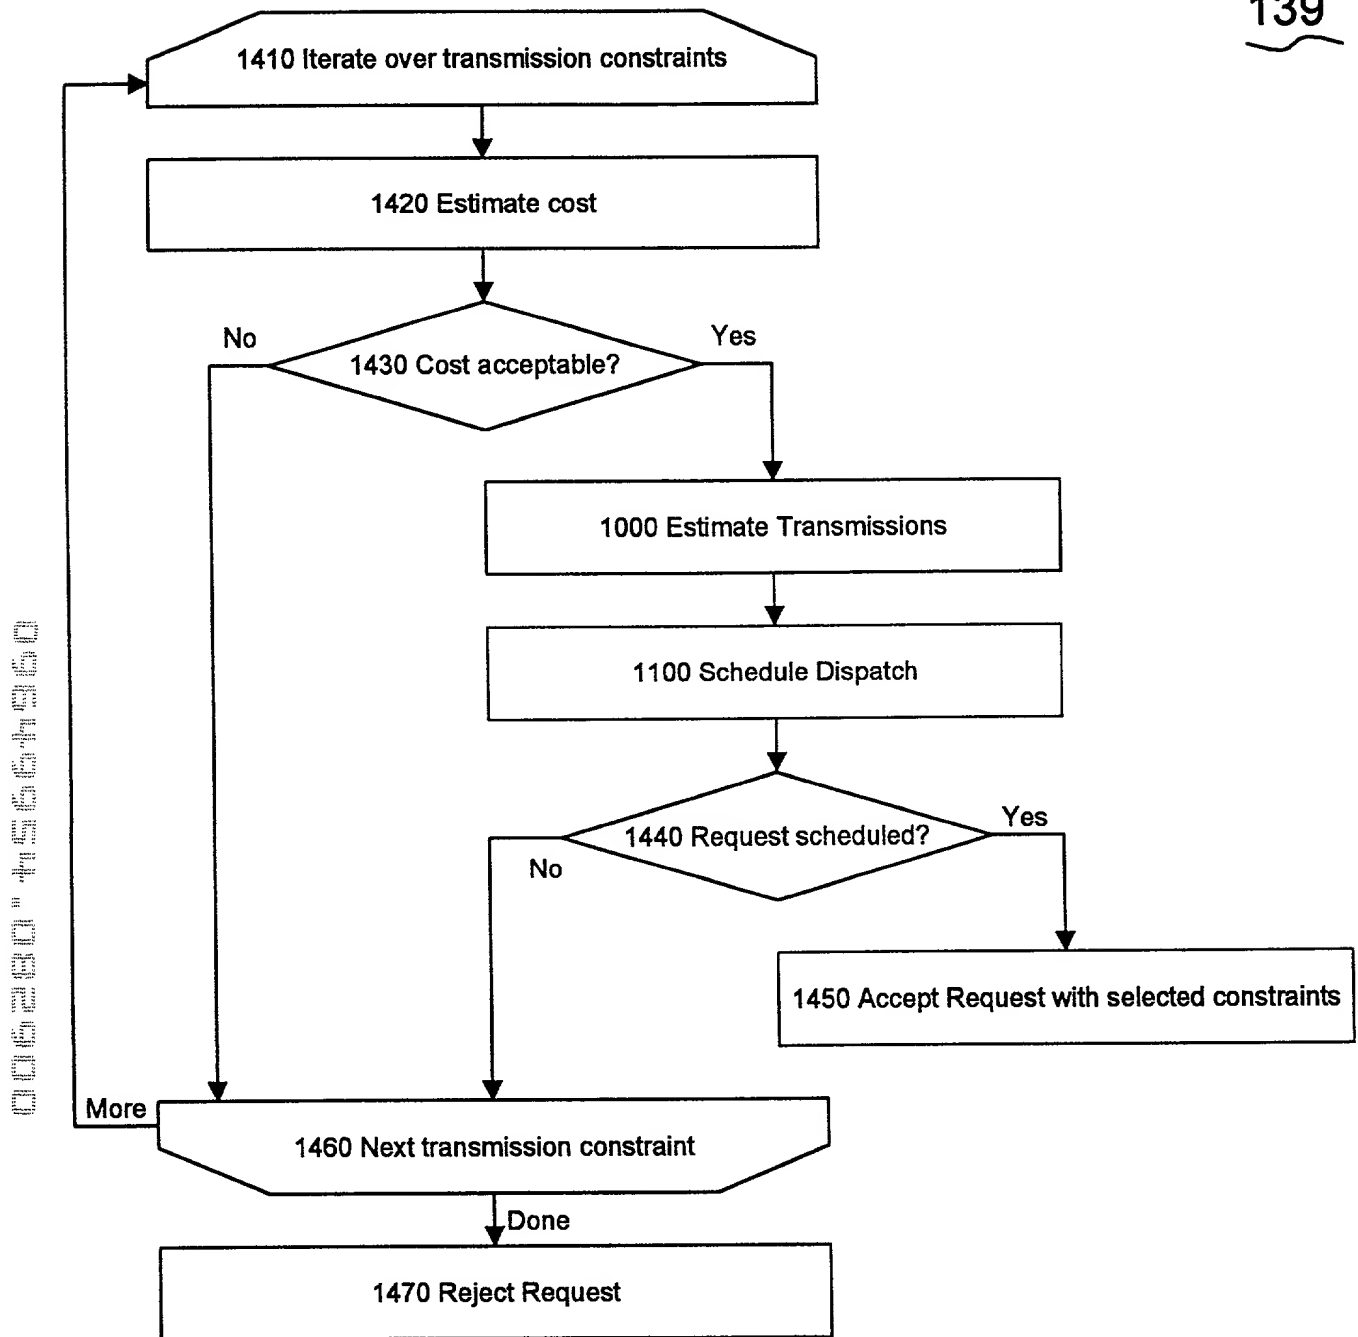 139
1410 Iterate over transmission constraints
1420 Estimate cost
No
Yes
1430 Cost acceptable?
1000 Estimate Transmissions
1100 Schedule Dispatch
1440 Request scheduled?
Yes
No
1450 Accept Request with selected constraints
More
1460 Next transmission constraint
Done
1470 Reject Request